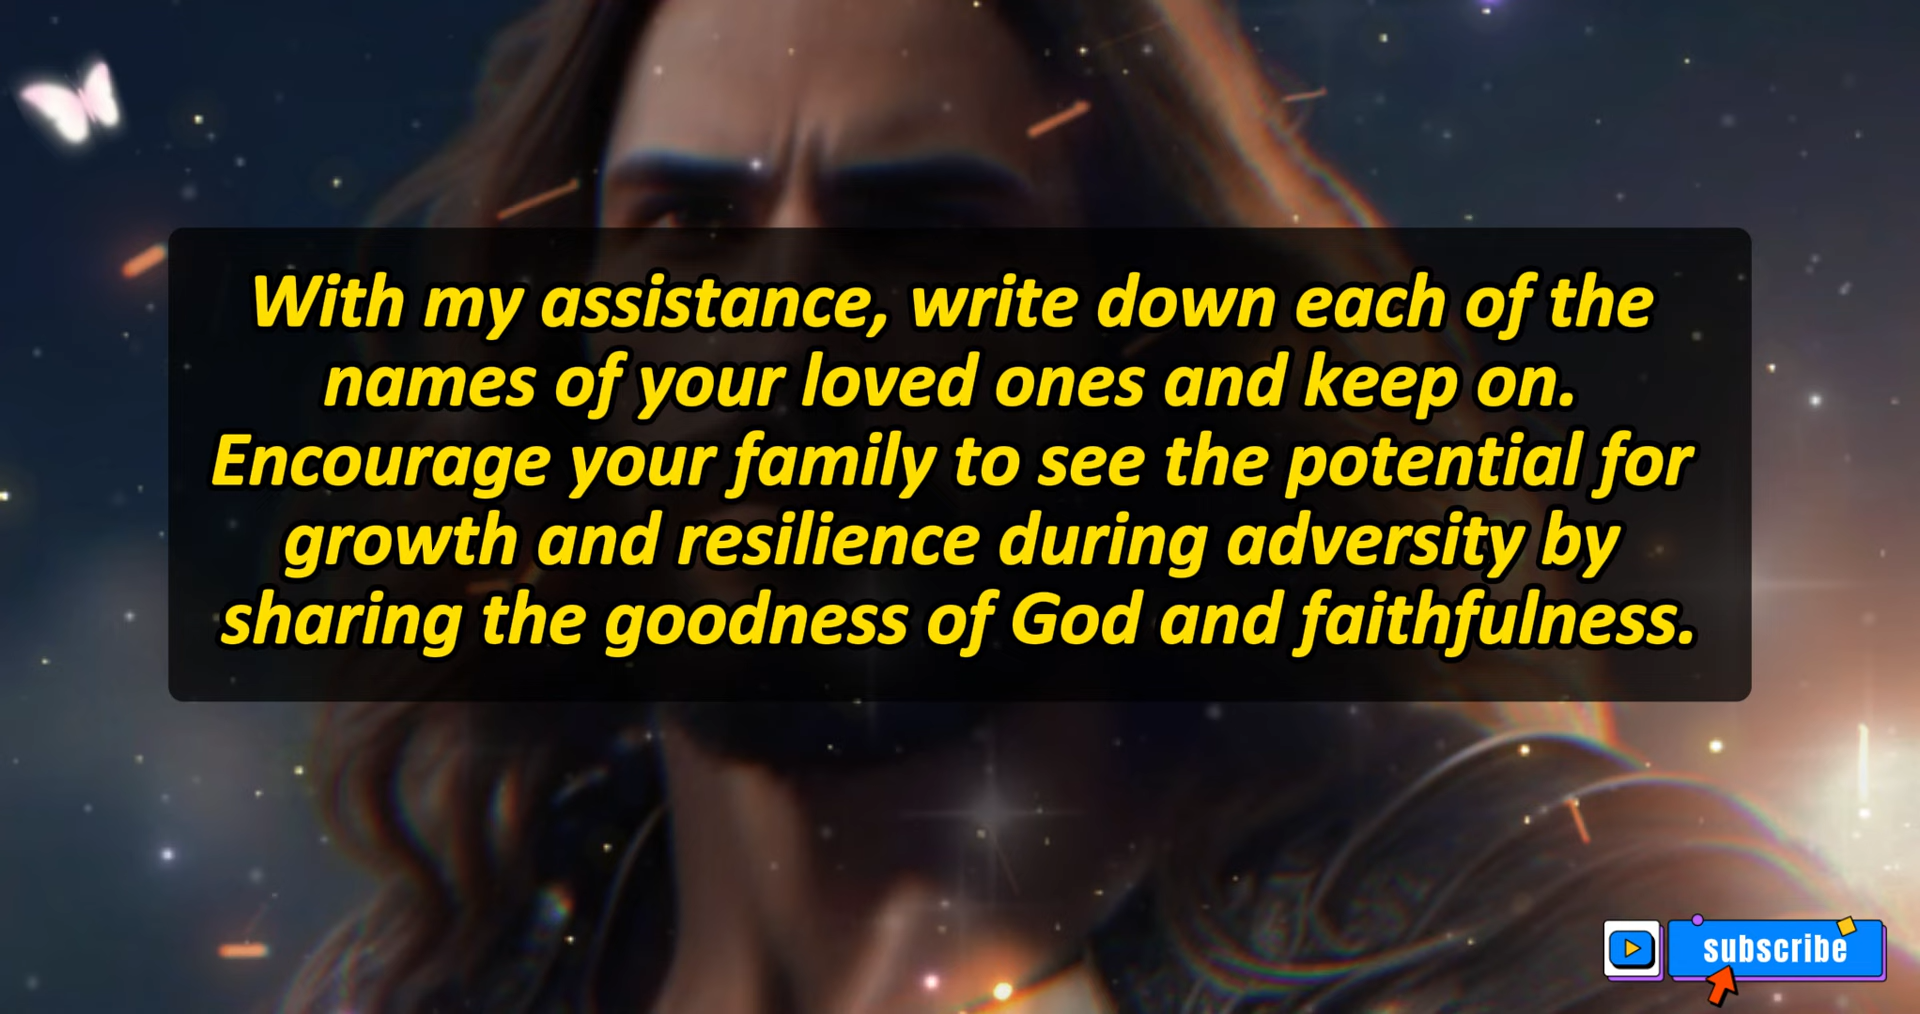 With my assistance, write down each of the
names of your loved ones and keep on.
Encourage your family to see the potential for
growth and resilience during adversity by
sharing the goodness of God and faithfulness.
subscribe